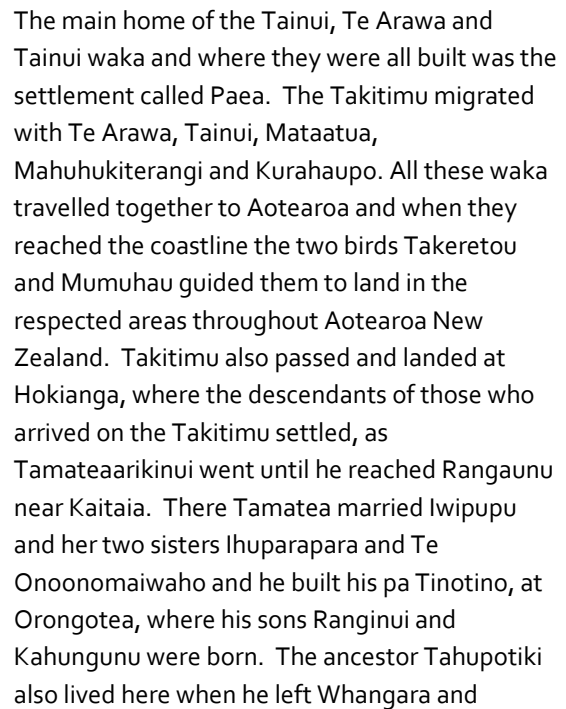 The main home of the Tainui, Te Arawa and
Tainui waka and where they were all built was the
settlement called Paea.  The Takitimu migrated
with Te Arawa, Tainui, Mataatua,
Mahuhukiterangi and Kurahaupo. All these waka
travelled together to Aotearoa and when they
reached the coastline the two birds Takeretou
and Mumuhau guided them to land in the
respected areas throughout Aotearoa New
Zealand.  Takitimu also passed and landed at
Hokianga, where the descendants of those who
arrived on the Takitimu settled, as
Tamateaarikinui went until he reached Rangaunu
near Kaitaia.  There Tamatea married Iwipupu
and her two sisters Ihuparapara and Te
Onoonomaiwaho and he built his pa Tinotino, at
Orongotea, where his sons Ranginui and
Kahungunu were born.  The ancestor Tahupotiki
also lived here when he left Whangara and